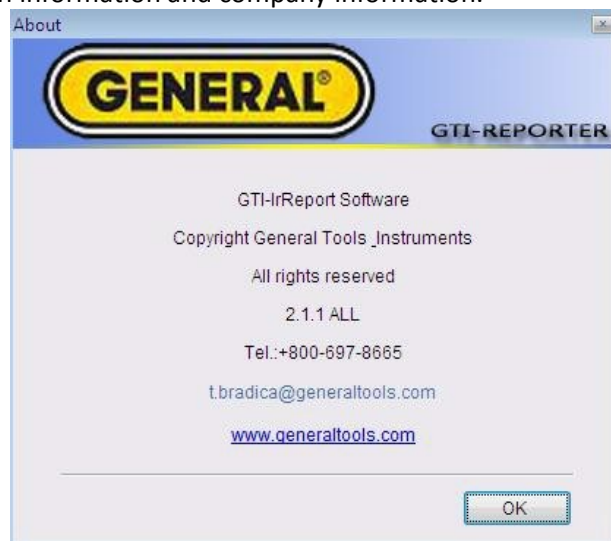 information and company information.
About
GENERAL®
GTI-REPORTER
GTI-IrReport Software
Copyright General Tools _Instruments
All rights reserved
2.1.1 ALL
Tel.:+800-697-8665
t.bradica@generaltools.com
www.generaltools.com
OK